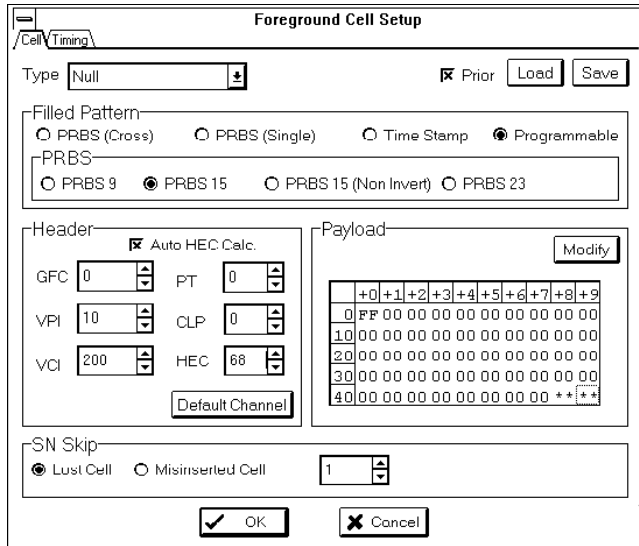 Foreground Cell Setup
Cell Timing
Type Null Prior Load Save
Filled Pattern
PRBS (Cross) PRBS (Single) Time Stamp Programmable
PRBS
PRBS 9 PRBS 15 PRBS 15 (Non Invert) PRBS 23
Header
Auto HEC Calc.
GFC 0 PT 0
VPI 10 CLP 0
VCI 200 HEC 68
Default Channel
Payload
Modify
+0 +1 +2 +3 +4 +5 +6 +7 +8 +9
0 FF 00 00 00 00 00 00 00 00 00
10 00 00 00 00 00 00 00 00 00 00
20 00 00 00 00 00 00 00 00 00 00
30 00 00 00 00 00 00 00 00 00 00
40 00 00 00 00 00 00 00 00 ** **
SN Skip
Lust Cell Misinserted Cell 1
OK Cancel